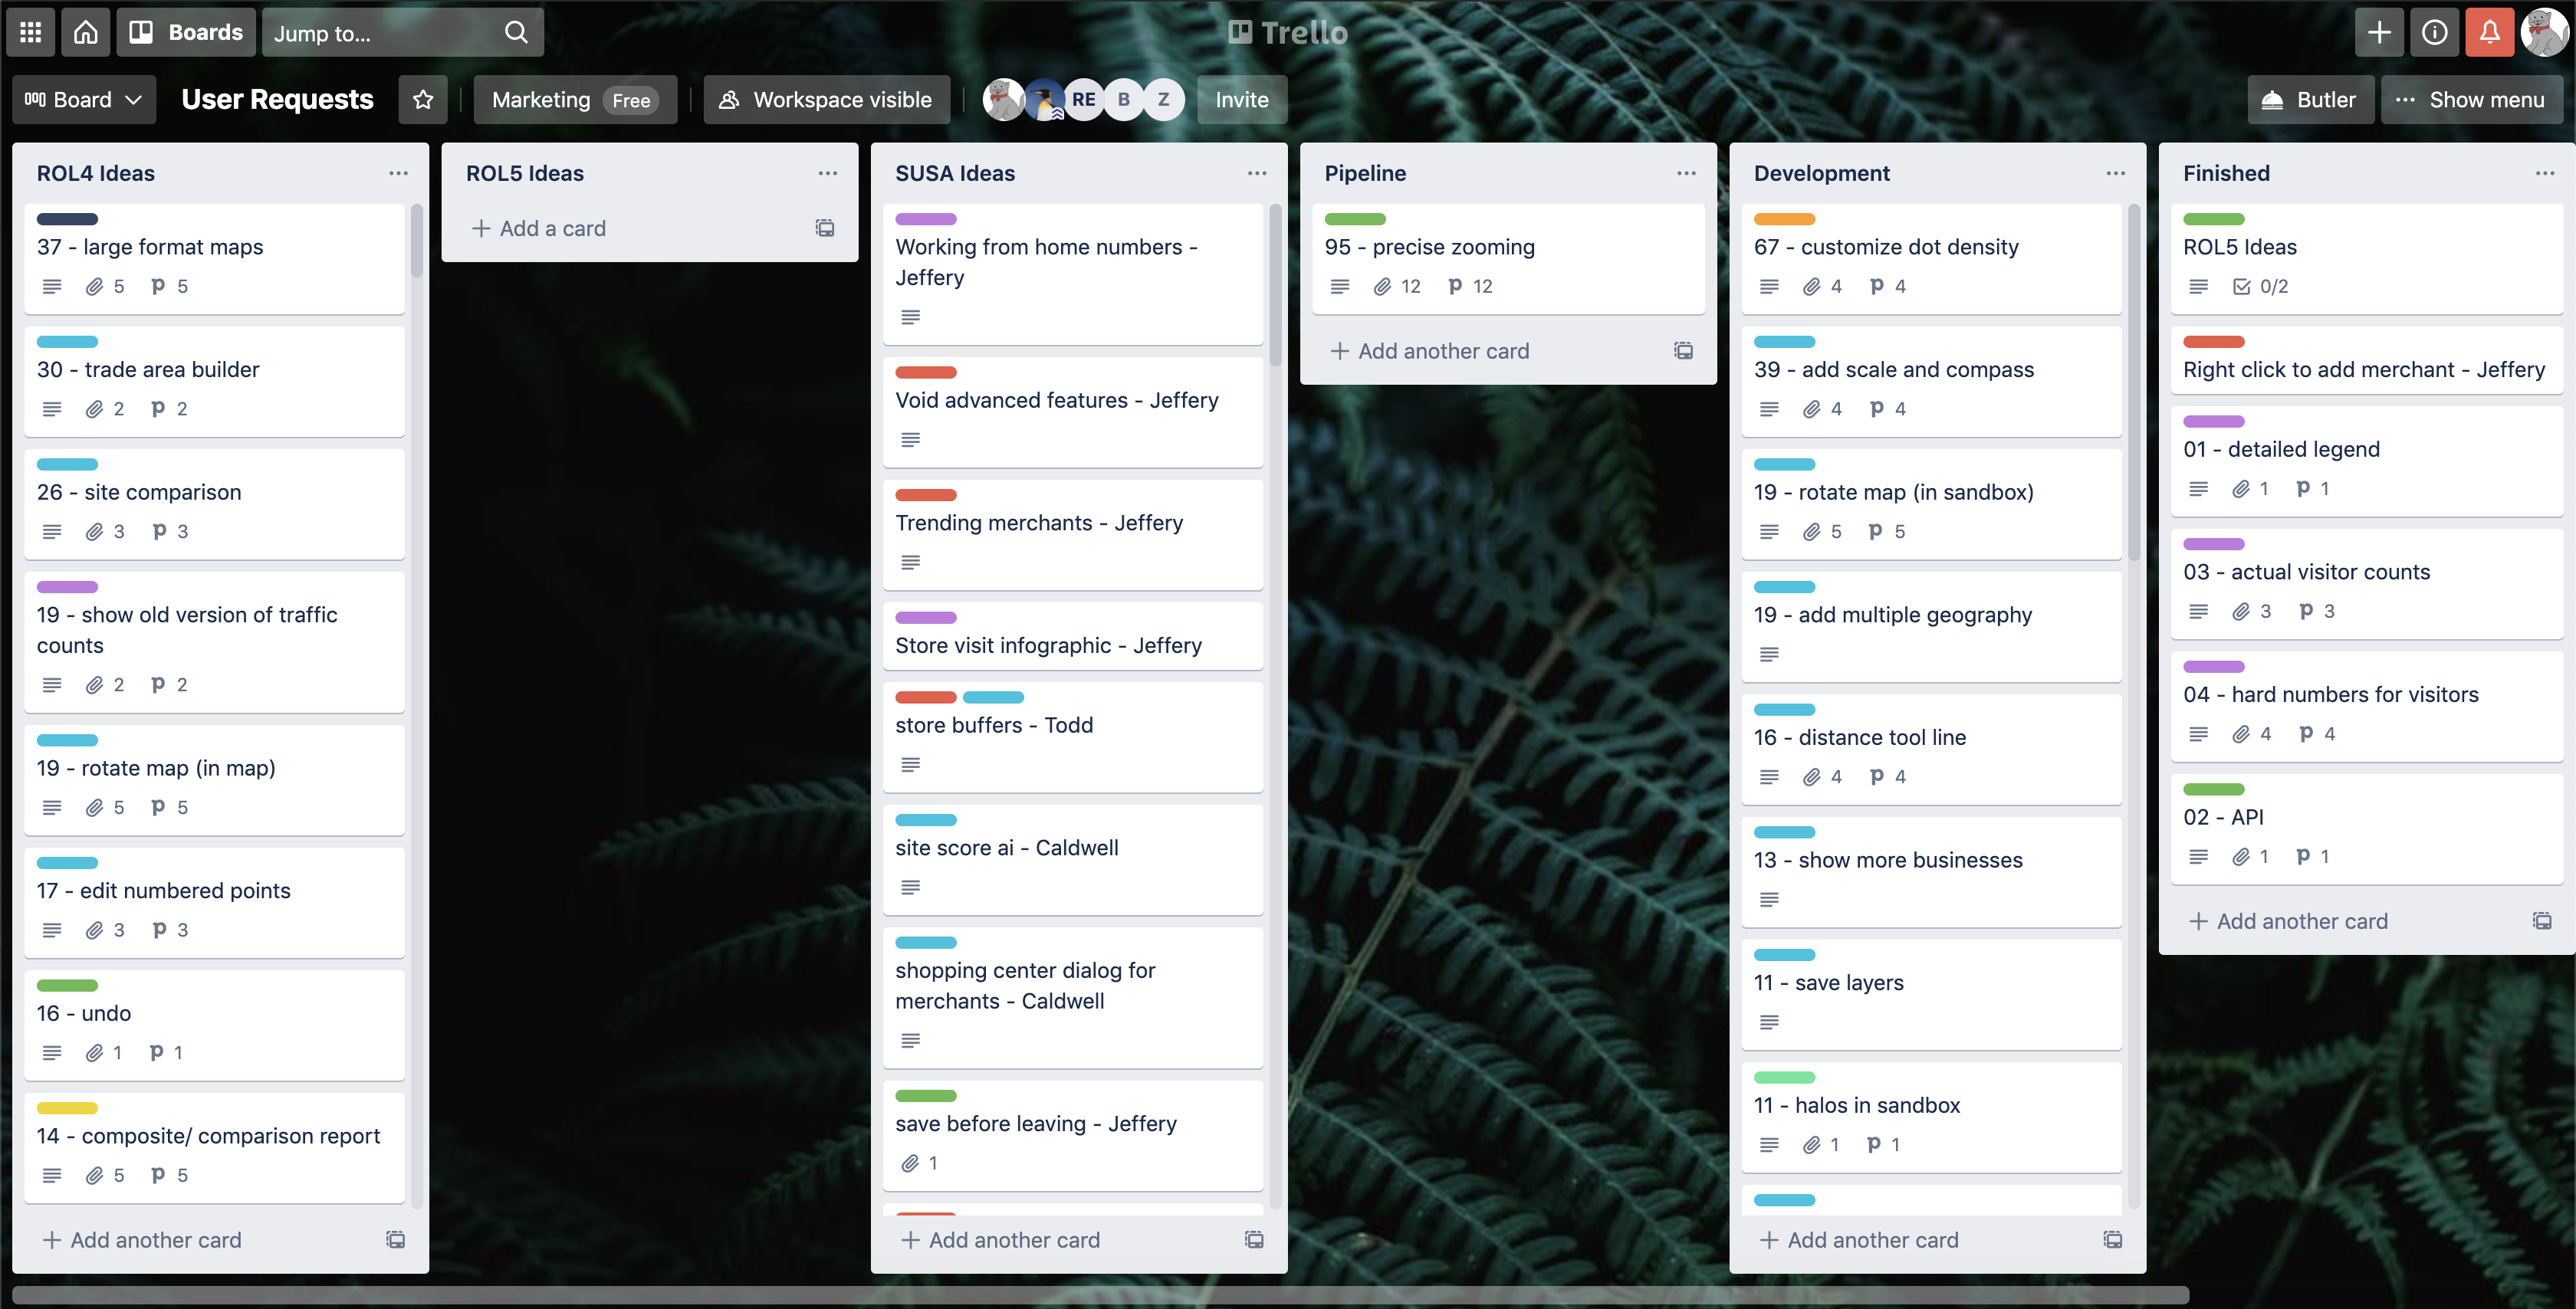 Boards
Jump to...
Trello
Board
User Requests
Marketing Free
Workspace visible
RE
B
Z
Invite
Butler
Show menu
ROL4 Ideas
37 - large format maps
5 5
30 - trade area builder
2 2
26 - site comparison
3 3
19 - show old version of traffic
counts
2 2
19 - rotate map (in map)
5 5
17 - edit numbered points
3 3
16 - undo
1 1
14 - composite/ comparison report
5 5
Add another card
ROL5 Ideas
Add a card
SUSA Ideas
Working from home numbers -
Jeffery
Void advanced features - Jeffery
Trending merchants - Jeffery
Store visit infographic - Jeffery
store buffers - Todd
site score ai - Caldwell
shopping center dialog for
merchants - Caldwell
save before leaving - Jeffery
1
Add another card
Pipeline
95 - precise zooming
12 12
Add another card
Development
67 - customize dot density
4 4
39 - add scale and compass
4 4
19 - rotate map (in sandbox)
5 5
19 - add multiple geography
16 - distance tool line
4 4
13 - show more businesses
11 - save layers
11 - halos in sandbox
1 1
Add another card
Finished
ROL5 Ideas
0/2
Right click to add merchant - Jeffery
01 - detailed legend
1 1
03 - actual visitor counts
3 3
04 - hard numbers for visitors
4 4
02 - API
1 1
Add another card